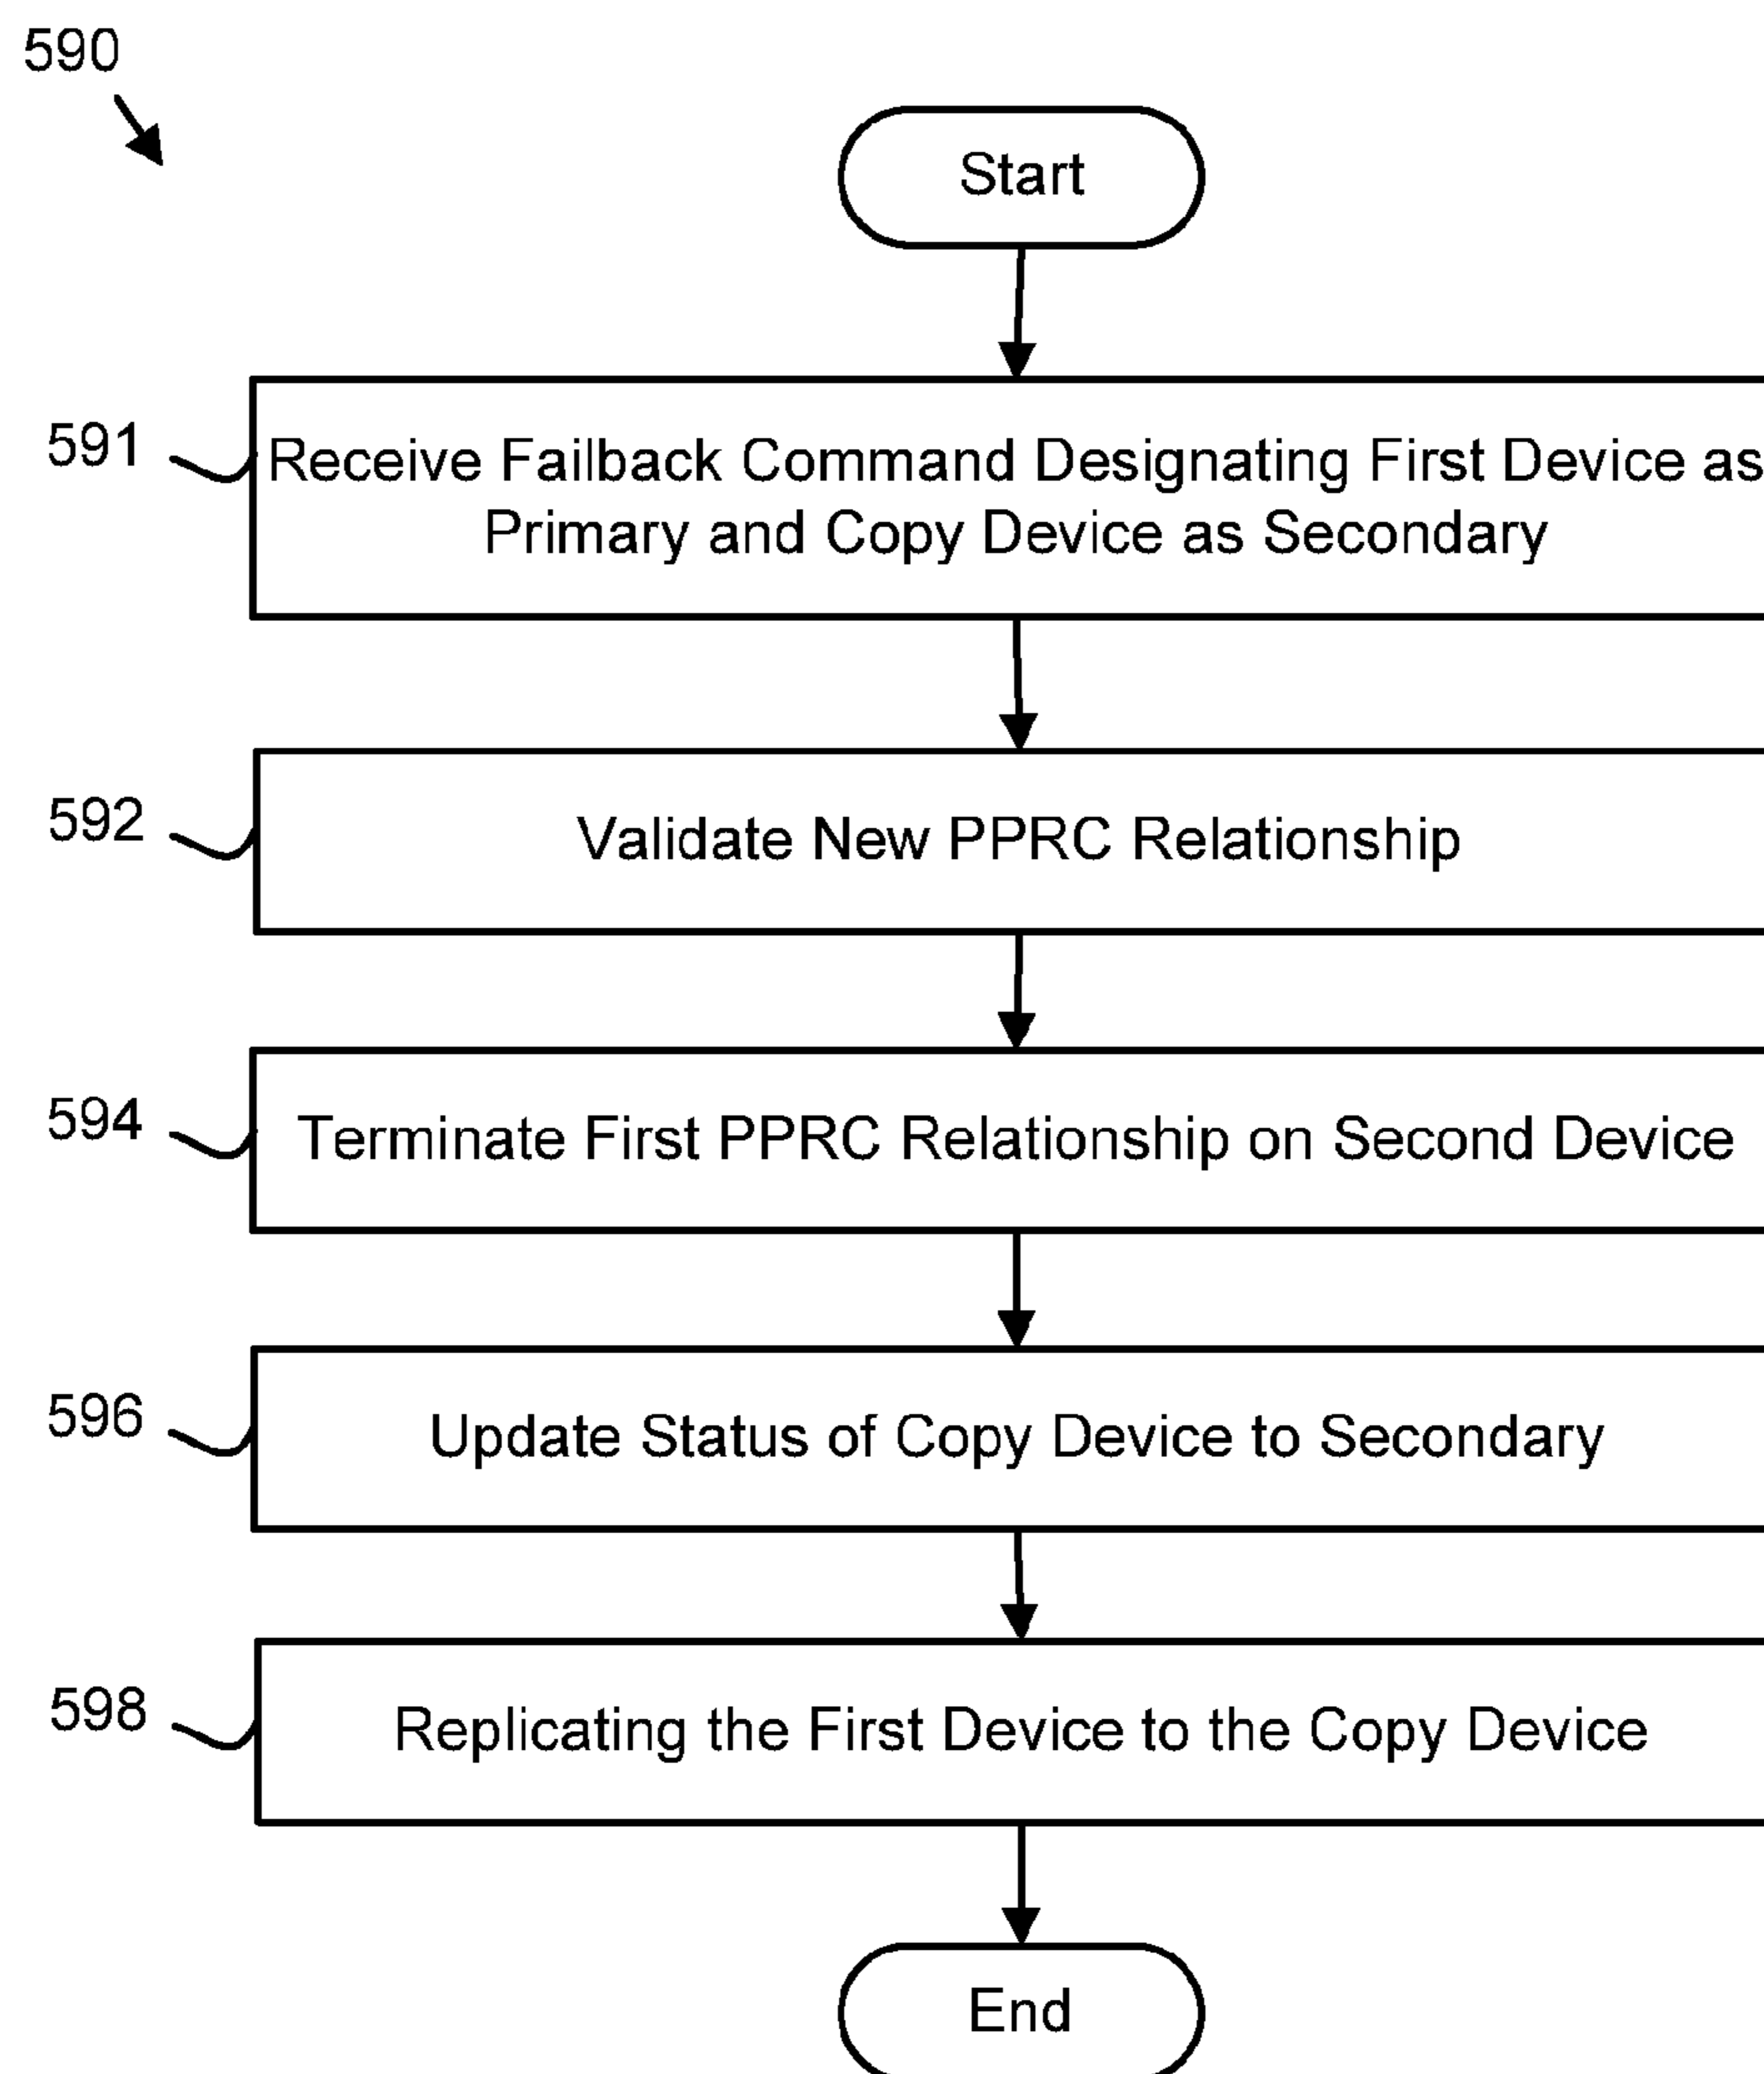 590
Start
591
Receive Failback Command Designating First Device as
Primary and Copy Device as Secondary
592
Validate New PPRC Relationship
594
Terminate First PPRC Relationship on Second Device
596
Update Status of Copy Device to Secondary
598
Replicating the First Device to the Copy Device
End